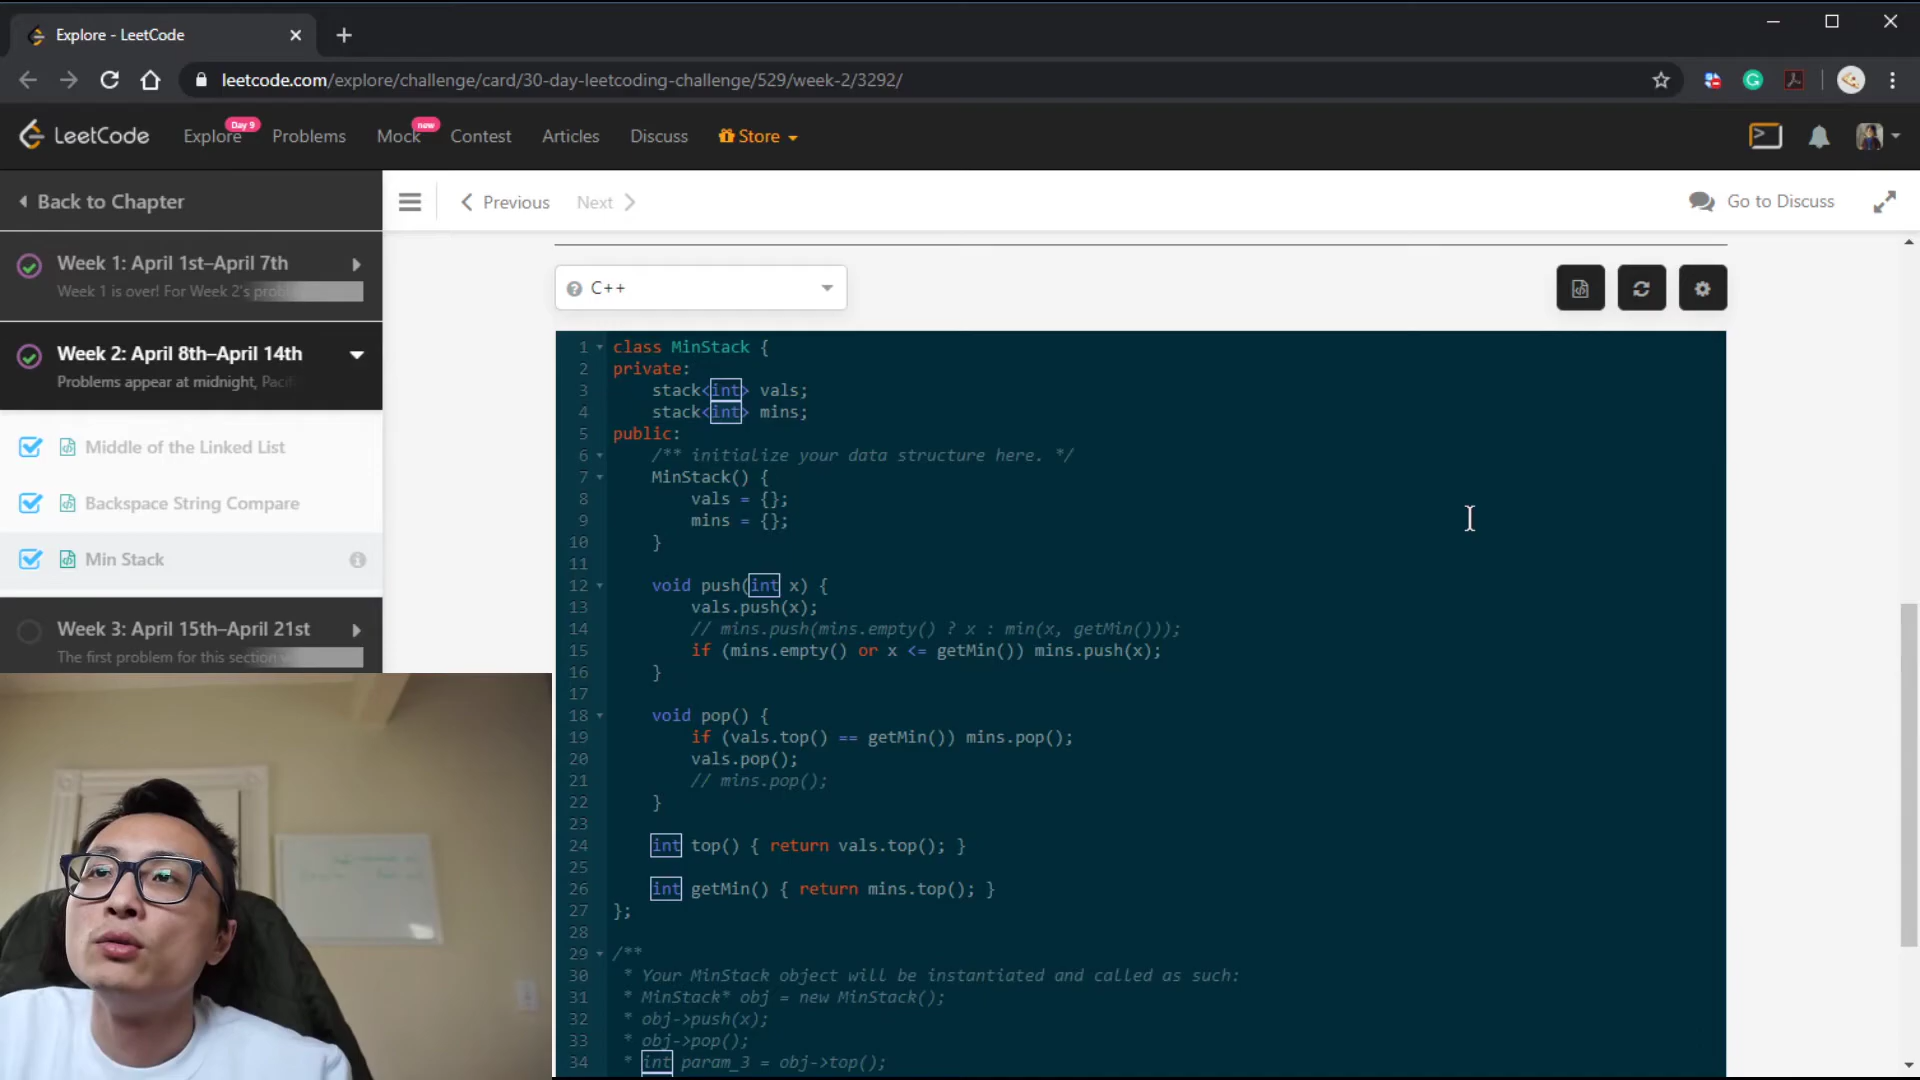 Explore - LeetCode
leetcode.com/explore/challenge/card/30-day-leetcoding-challenge/529/week-2/3292/
LeetCode
Explore Day 9
Problems
Mock new
Contest
Articles
Discuss
Store
Back to Chapter
Previous
Next
Go to Discuss
Week 1: April 1st–April 7th
Week 1 is over! For Week 2's
Week 2: April 8th–April 14th
Problems appear at midnight,
Middle of the Linked List
Backspace String Compare
Min Stack
Week 3: April 15th–April 21st
The first problem for this section
C++
1 class MinStack {
2 private:
3 stack<int> vals;
4 stack<int> mins;
5 public:
6 /** initialize your data structure here. */
7 MinStack() {
8 vals = {};
9 mins = {};
10 }
11
12 void push(int x) {
13 vals.push(x);
14 // mins.push(mins.empty() ? x : min(x, getMin()));
15 if (mins.empty() or x <= getMin()) mins.push(x);
16 }
17
18 void pop() {
19 if (vals.top() == getMin()) mins.pop();
20 vals.pop();
21 // mins.pop();
22 }
23
24 int top() { return vals.top(); }
25
26 int getMin() { return mins.top(); }
27 };
28
29 /**
30 * Your MinStack object will be instantiated and called as such:
31 * MinStack* obj = new MinStack();
32 * obj->push(x);
33 * obj->pop();
34 * int param_3 = obj->top();